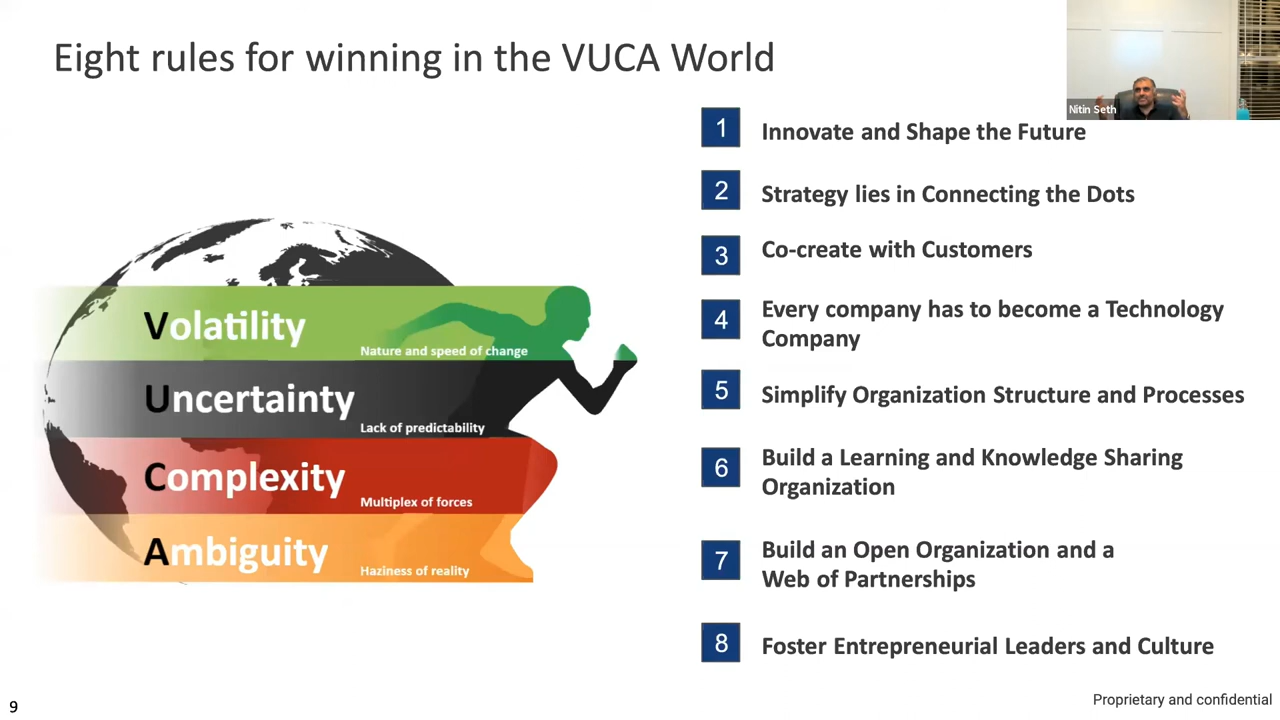 Eight rules for winning in the VUCA World
Nitin Seth
Volatility
Nature and speed of change
Uncertainty
Lack of predictability
Complexity
Multiplex of forces
Ambiguity
Haziness of reality
1 Innovate and Shape the Future
2 Strategy lies in Connecting the Dots
3 Co-create with Customers
4 Every company has to become a Technology
Company
5 Simplify Organization Structure and Processes
6 Build a Learning and Knowledge Sharing
Organization
7 Build an Open Organization and a
Web of Partnerships
8 Foster Entrepreneurial Leaders and Culture
9
Proprietary and confidential